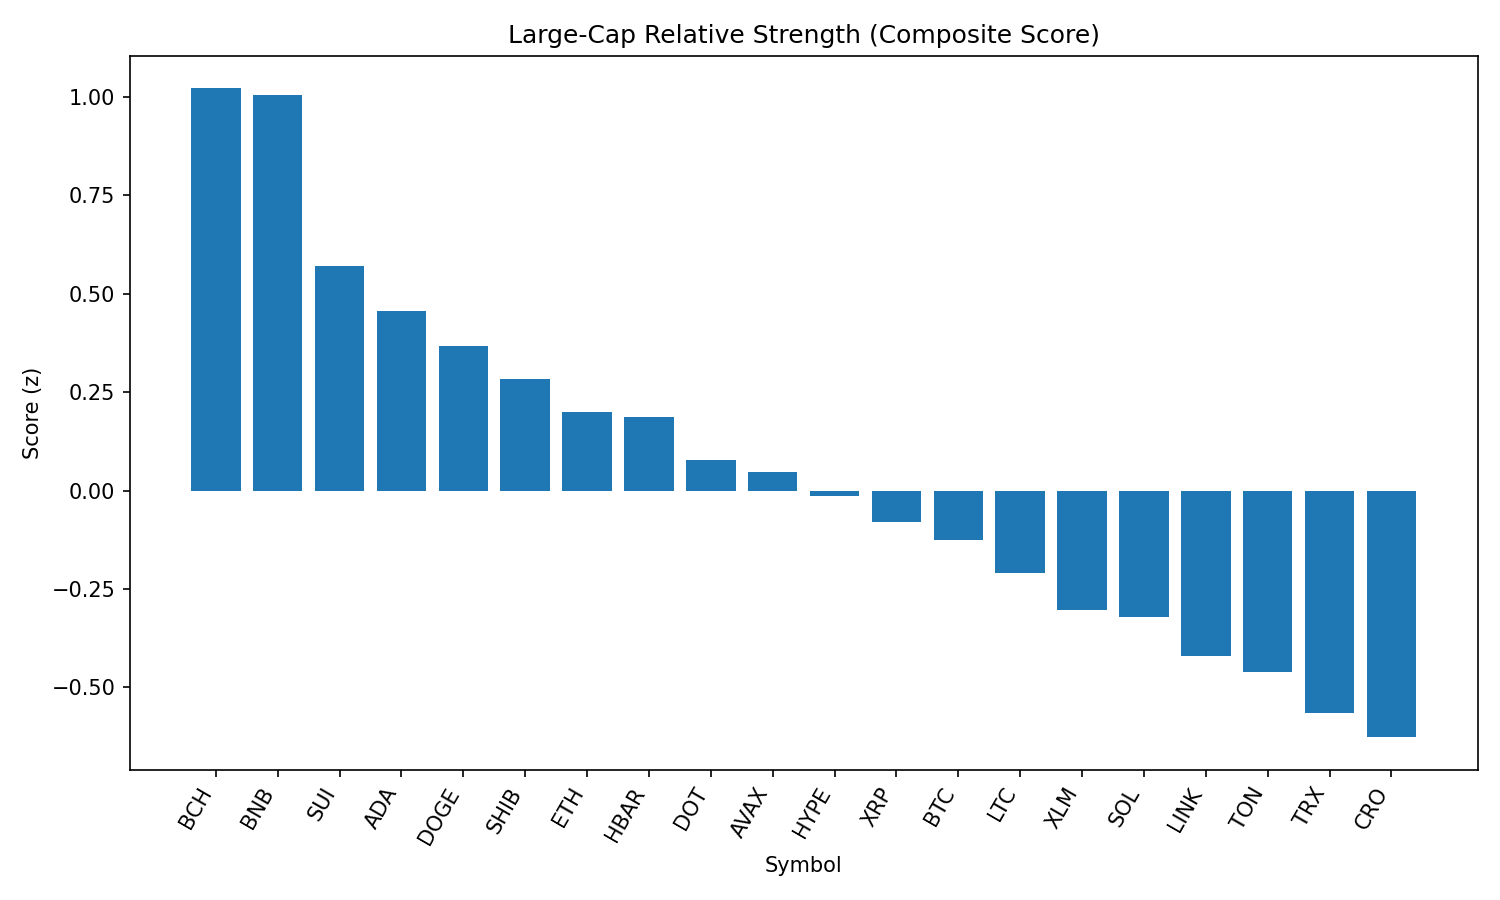 Large-Cap Relative Strength (Composite Score)
1.00
0.75
0.50
0.25
0.00
−0.25
−0.50
Score (z)
BCH
BNB
SUI
ADA
DOGE
SHIB
ETH
HBAR
DOT
AVAX
HYPE
XRP
BTC
LTC
XLM
SOL
LINK
TON
TRX
CRO
Symbol